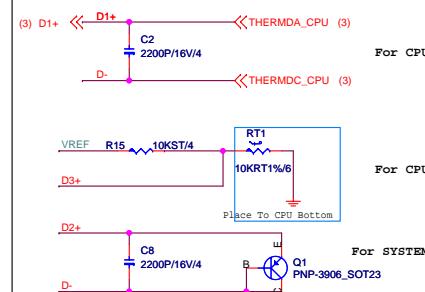 (3) D1+ D1+ THERMDA_CPU (3)
C2
2200P/16V/4
For CPU
D- THERMDC_CPU (3)
RT1
VREF R15 10KST/4
10KRT1%/6
For CPU
D3+
Place To CPU Bottom
D2+
E
For SYSTEM
C8
2200P/16V/4
B
Q1
PNP-3906_SOT23
D-
C